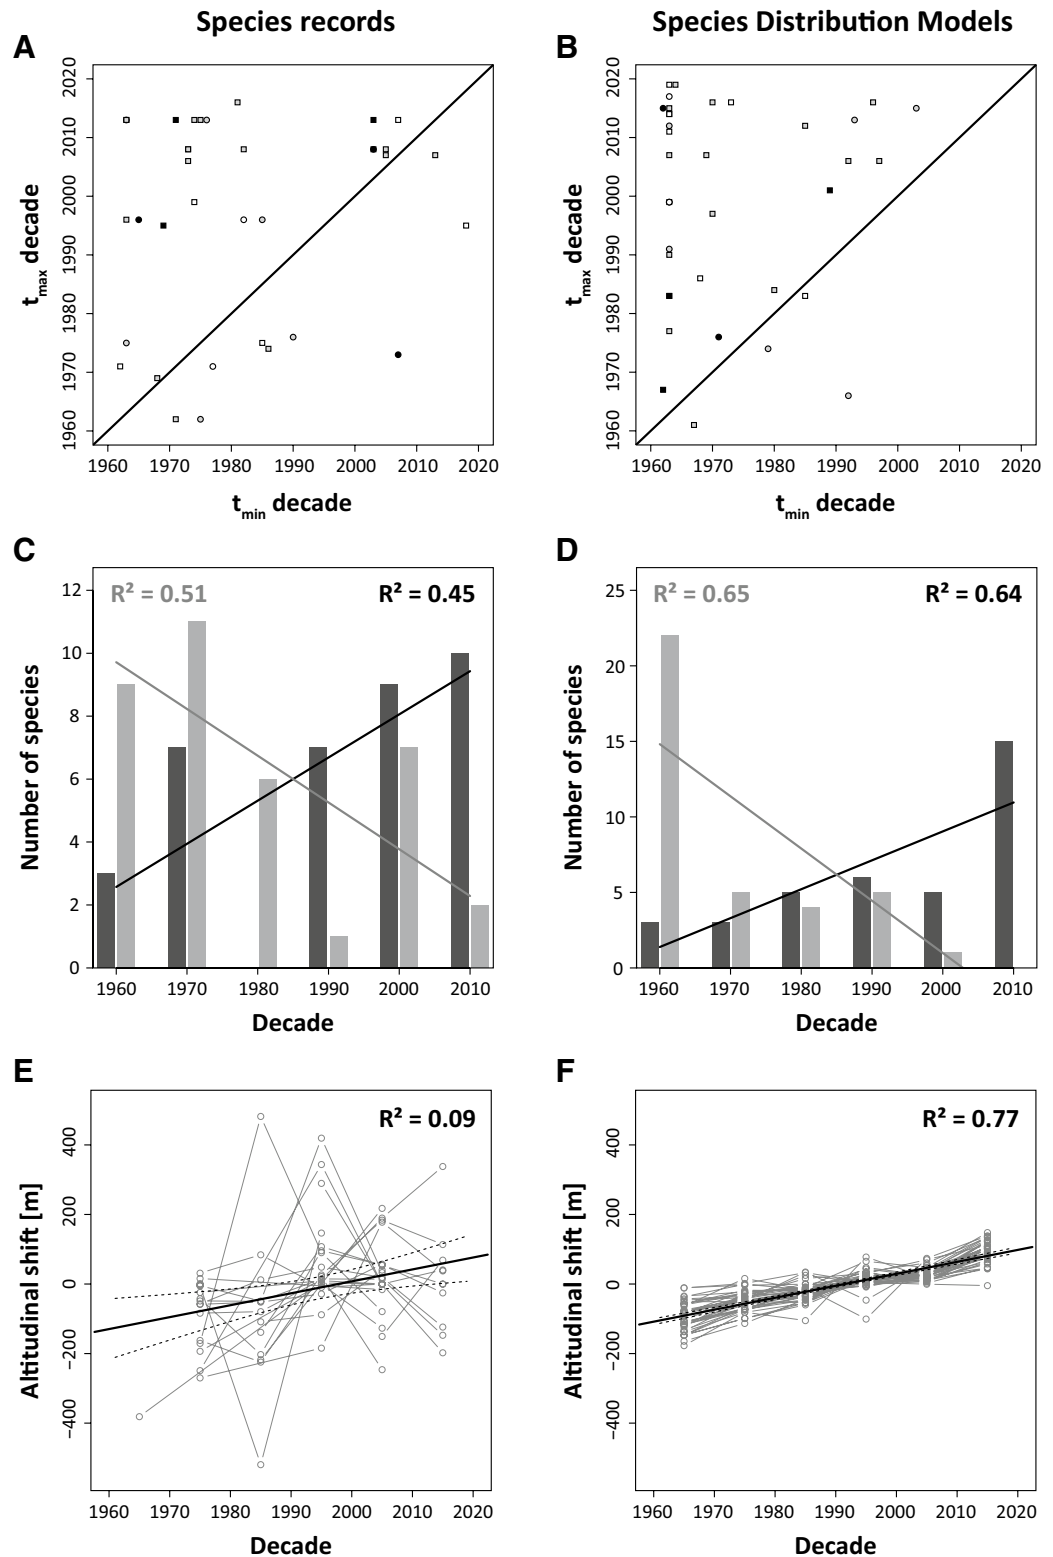 Species records
Species Distribution Models
A
2020
2010
2000
1990
1980
1970
1960
t_max decade
1960 1970 1980 1990 2000 2010 2020
t_min decade
B
2020
2010
2000
1990
1980
1970
1960
t_max decade
1960 1970 1980 1990 2000 2010 2020
t_min decade
C
R² = 0.51
R² = 0.45
12
10
8
6
4
2
0
Number of species
1960 1970 1980 1990 2000 2010
Decade
D
R² = 0.65
R² = 0.64
25
20
15
10
5
0
Number of species
1960 1970 1980 1990 2000 2010
Decade
E
R² = 0.09
400
200
0
−200
−400
Altitudinal shift [m]
1960 1970 1980 1990 2000 2010 2020
Decade
F
R² = 0.77
400
200
0
−200
−400
Altitudinal shift [m]
1960 1970 1980 1990 2000 2010 2020
Decade